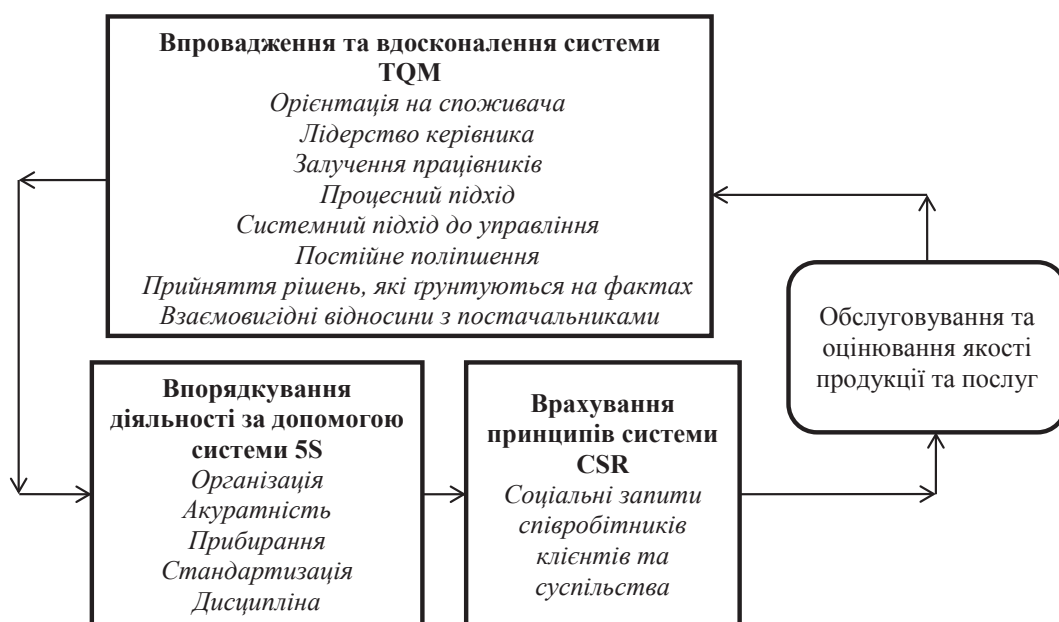 Впровадження та вдосконалення системи
TQM
Орієнтація на споживача
Лідерство керівника
Залучення працівників
Процесний підхід
Системний підхід до управління
Постійне поліпшення
Прийняття рішень, які ґрунтуються на фактах
Взаємовигідні відносини з постачальниками
Впорядкування
діяльності за допомогою
системи 5S
Організація
Акуратність
Прибирання
Стандартизація
Дисципліна
Врахування
принципів системи
CSR
Соціальні запити
співробітників
клієнтів та
суспільства
Обслуговування та
оцінювання якості
продукції та послуг